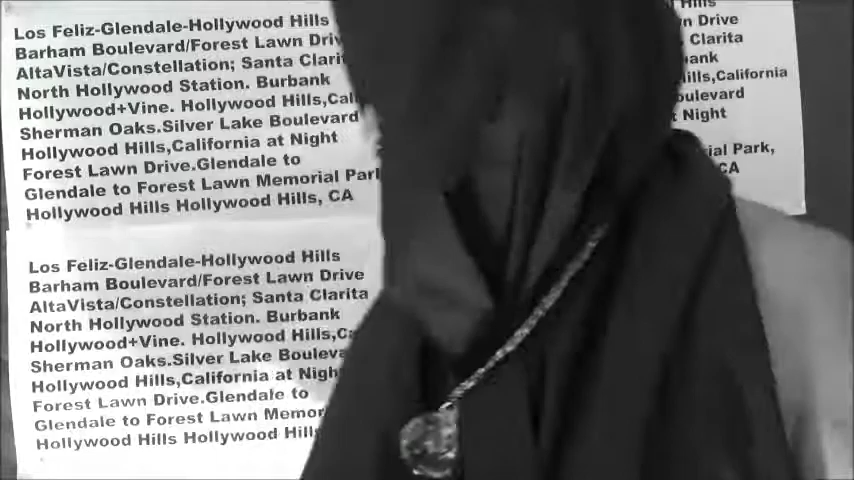 Los Feliz-Glendale-Hollywood Hills
Barham Boulevard/Forest Lawn
AltaVista/Constellation; Santa
North Hollywood Station. Burbank
Hollywood+Vine. Hollywood Hills,
Sherman Oaks.Silver Lake Boulevard
Hollywood Hills,California at Night
Forest Lawn Drive.Glendale to
Glendale to Forest Lawn Memorial
Hollywood Hills Hollywood Hills, CA
Los Feliz-Glendale-Hollywood Hills
Barham Boulevard/Forest Lawn Drive
AltaVista/Constellation; Santa Clarita
North Hollywood Station. Burbank
Hollywood+Vine. Hollywood Hills,
Sherman Oaks.Silver Lake
Hollywood Hills,California at
Forest Lawn Drive.Glendale to
Glendale to Forest Lawn
Hollywood Hills Hollywood
Hills
Drive
Clarita
California
Night
Park,
CA